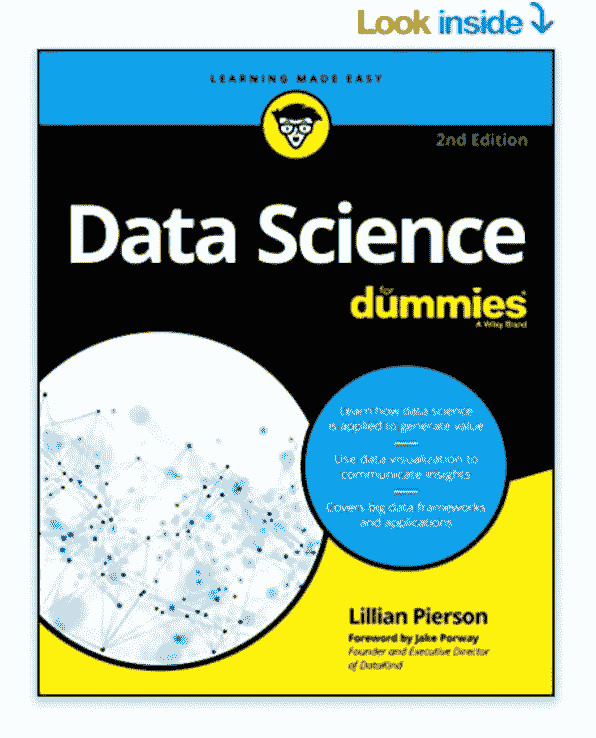 Look inside
LEARNING MADE EASY
2nd Edition
Data Science
for
dummies®
A Wiley Brand
Learn how data science
is applied to generate value
Use data visualization to
communicate insights
Covers big data frameworks
and applications
Lillian Pierson
Foreword by Jake Porway
Founder and Executive Director
of DataKind